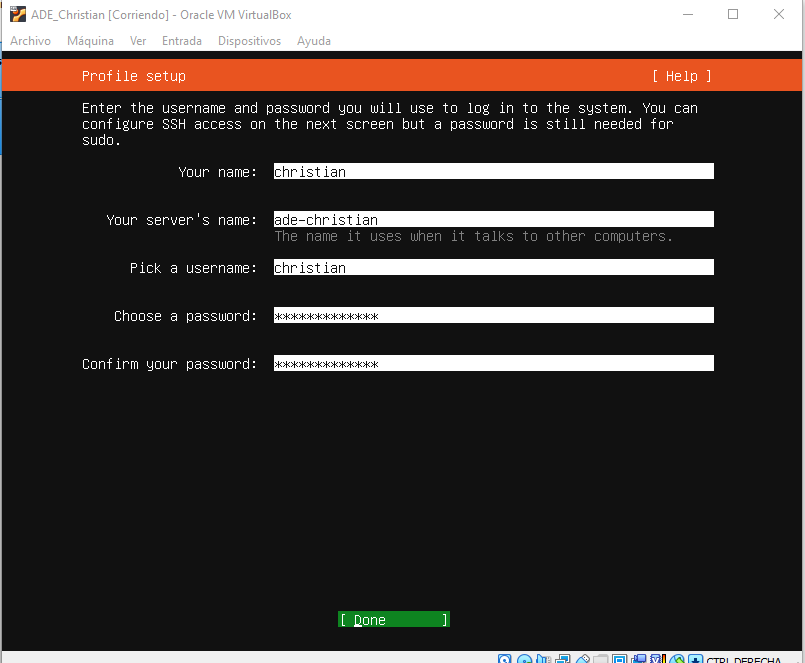 ADE_Christian [Corriendo] - Oracle VM VirtualBox
Archivo Máquina Ver Entrada Dispositivos Ayuda
Profile setup [ Help ]
Enter the username and password you will use to log in to the system. You can
configure SSH access on the next screen but a password is still needed for
sudo.
Your name: christian
Your server's name: ade-christian
The name it uses when it talks to other computers.
Pick a username: christian
Choose a password: *************
Confirm your password: *************
[ Done ]
CTRL DERECHA